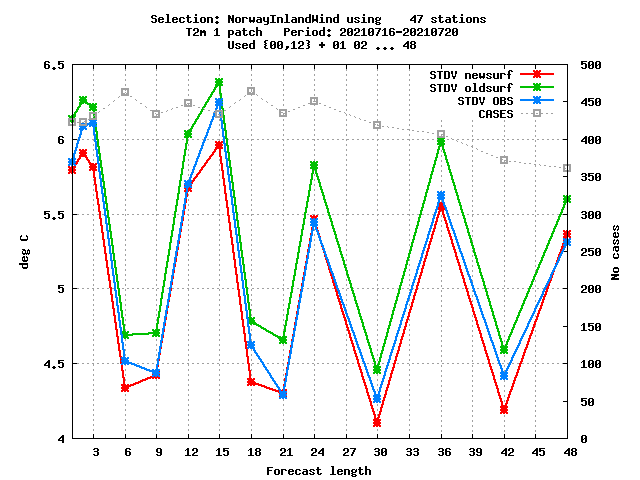 Selection: NorwayInlandWind using    47 stations
T2m 1 patch   Period: 20210716-20210720
Used {00,12} + 01 02 ... 48
STDV newsurf
STDV oldsurf
STDV OBS
CASES
6.5
6
5.5
5
4.5
4
deg C
500
450
400
350
300
250
200
150
100
50
0
No cases
3 6 9 12 15 18 21 24 27 30 33 36 39 42 45 48
Forecast length